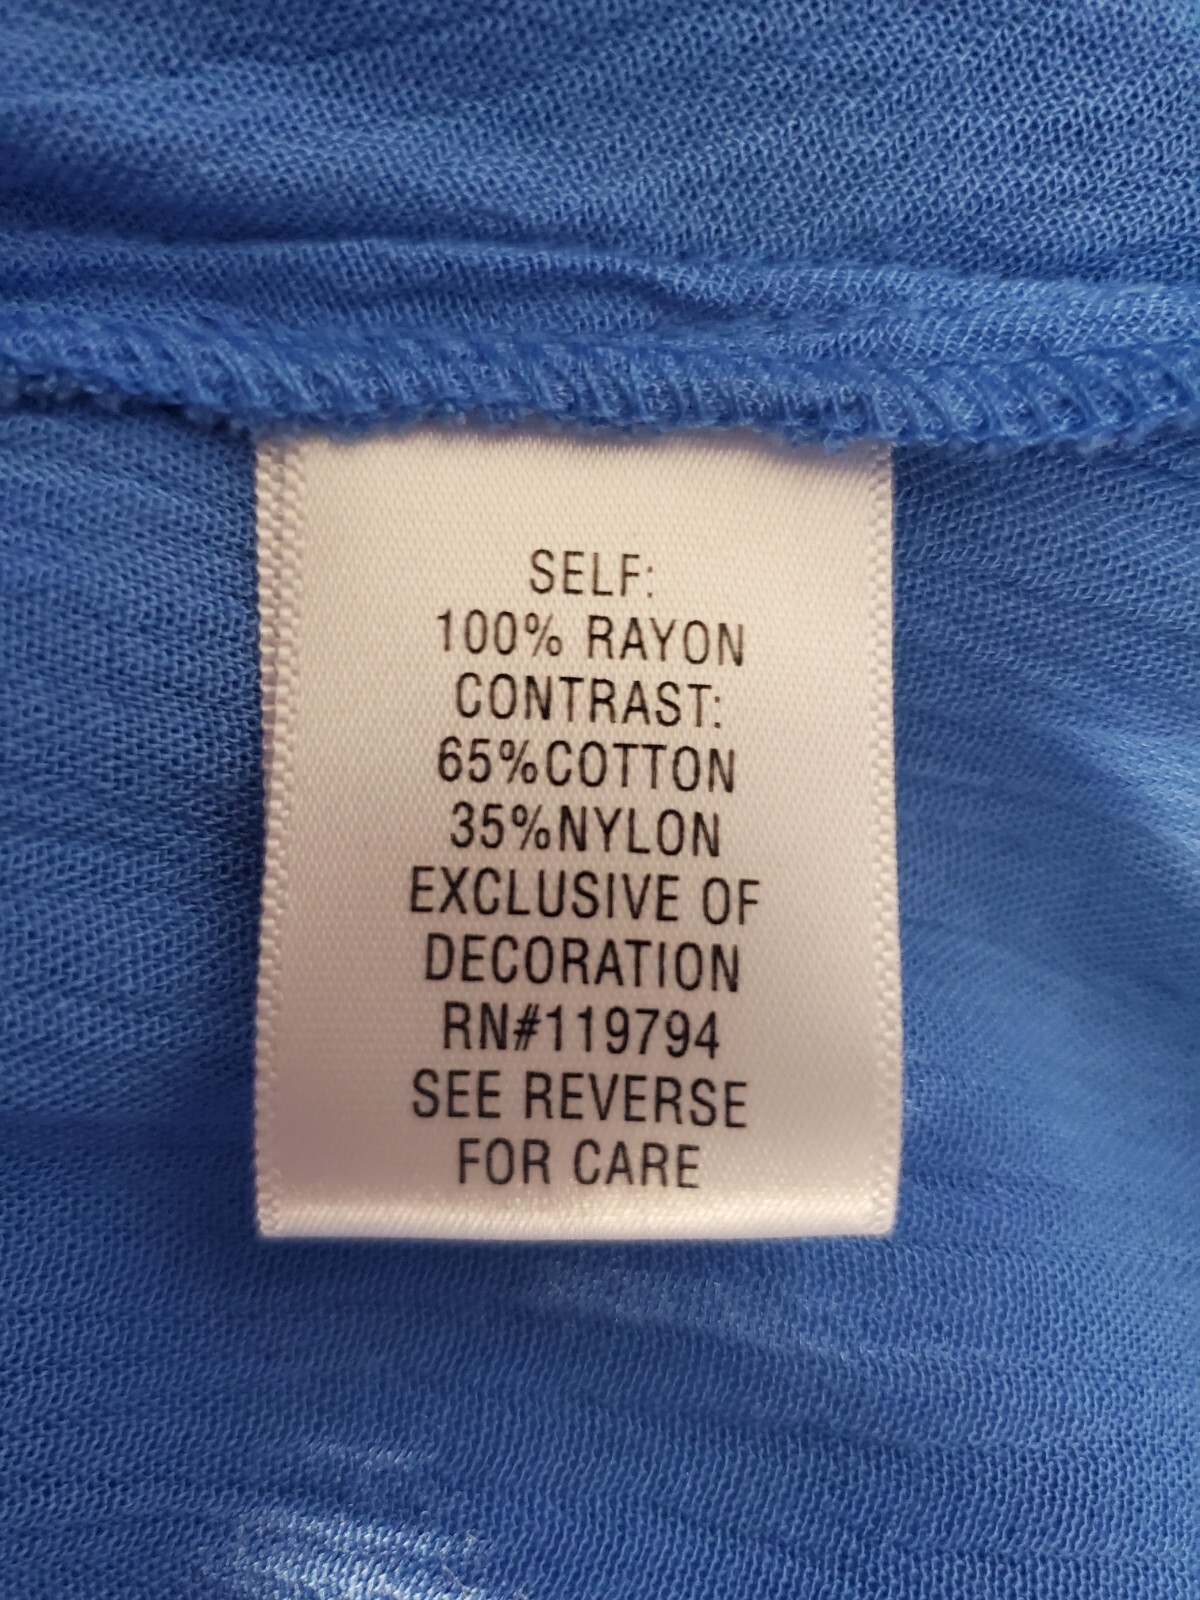 SELF:
100% RAYON
CONTRAST:
65%COTTON
35%NYLON
EXCLUSIVE OF
DECORATION
RN#119794
SEE REVERSE
FOR CARE